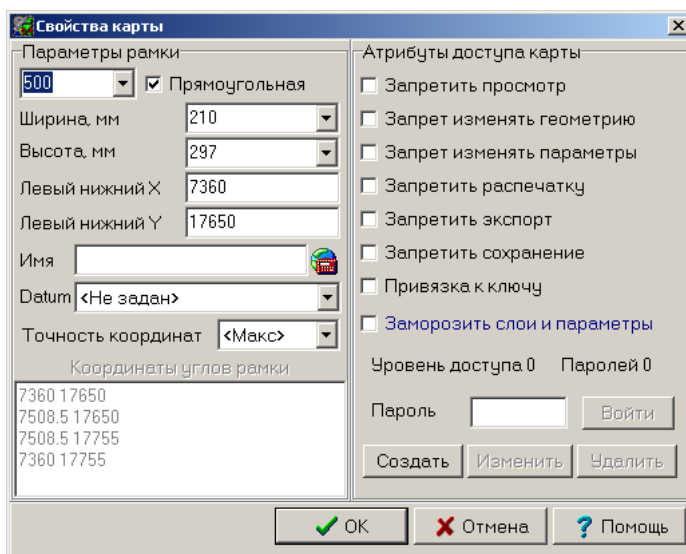 Свойства карты
Параметры рамки
500
Прямоугольная
Ширина, мм
210
Высота, мм
297
Левый нижний X
7360
Левый нижний Y
17650
Имя
Datum
<Не задан>
Точность координат
<Макс>
Координаты углов рамки
7360 17650
7508.5 17650
7508.5 17755
7360 17755
Атрибуты доступа карты
Запретить просмотр
Запрет изменять геометрию
Запрет изменять параметры
Запретить распечатку
Запретить экспорт
Запретить сохранение
Привязка к ключу
Заморозить слои и параметры
Уровень доступа 0
Паролей 0
Пароль
Войти
Создать
Изменить
Удалить
OK
Отмена
Помощь